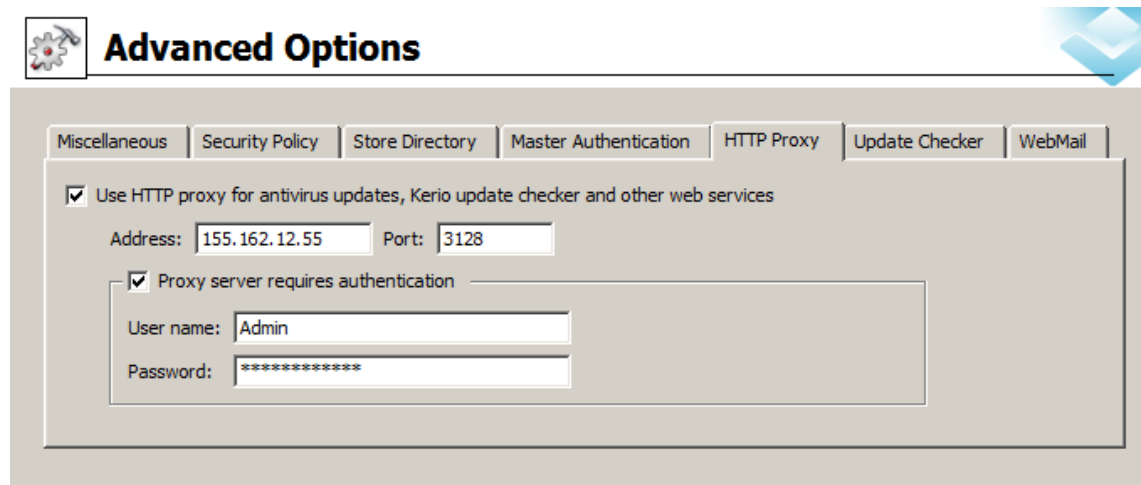 Advanced Options
Miscellaneous Security Policy Store Directory Master Authentication HTTP Proxy Update Checker WebMail
Use HTTP proxy for antivirus updates, Kerio update checker and other web services
Address: 155.162.12.55 Port: 3128
Proxy server requires authentication
User name: Admin
Password: ************